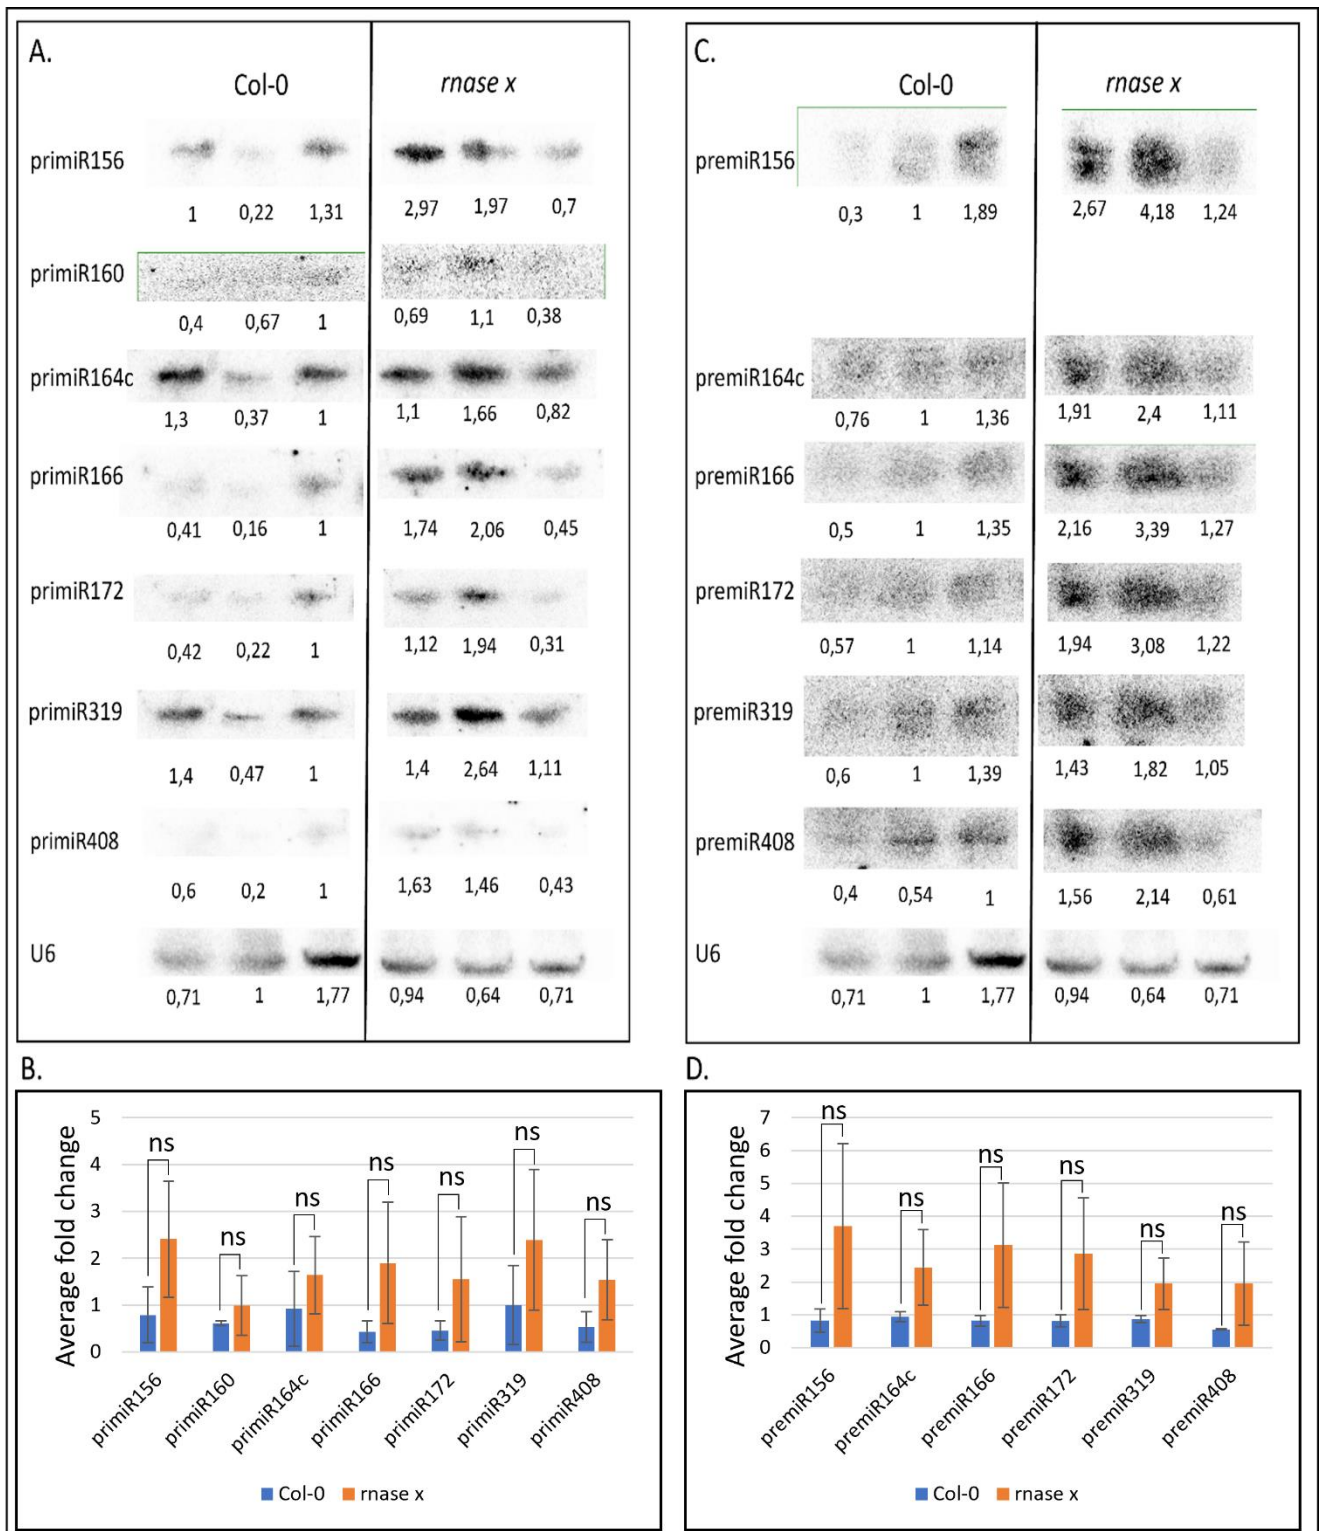 A.
Col-0 rnase x
primiR156
1 0,22 1,31 2,97 1,97 0,7
primiR160
0,4 0,67 1 0,69 1,1 0,38
primiR164c
1,3 0,37 1 1,1 1,66 0,82
primiR166
0,41 0,16 1 1,74 2,06 0,45
primiR172
0,42 0,22 1 1,12 1,94 0,31
primiR319
1,4 0,47 1 1,4 2,64 1,11
primiR408
0,6 0,2 1 1,63 1,46 0,43
U6
0,71 1 1,77 0,94 0,64 0,71
C.
Col-0 rnase x
premiR156
0,3 1 1,89 2,67 4,18 1,24
premiR164c
0,76 1 1,36 1,91 2,4 1,11
premiR166
0,5 1 1,35 2,16 3,39 1,27
premiR172
0,57 1 1,14 1,94 3,08 1,22
premiR319
0,6 1 1,39 1,43 1,82 1,05
premiR408
0,4 0,54 1 1,56 2,14 0,61
U6
0,71 1 1,77 0,94 0,64 0,71
B.
Average fold change
5
4
3
2
1
0
ns ns ns ns ns ns ns
primiR156 primiR160 primiR164c primiR166 primiR172 primiR319 primiR408
Col-0 rnase x
D.
Average fold change
7
6
5
4
3
2
1
0
ns ns ns ns ns ns
premiR156 premiR164c premiR166 premiR172 premiR319 premiR408
Col-0 rnase x